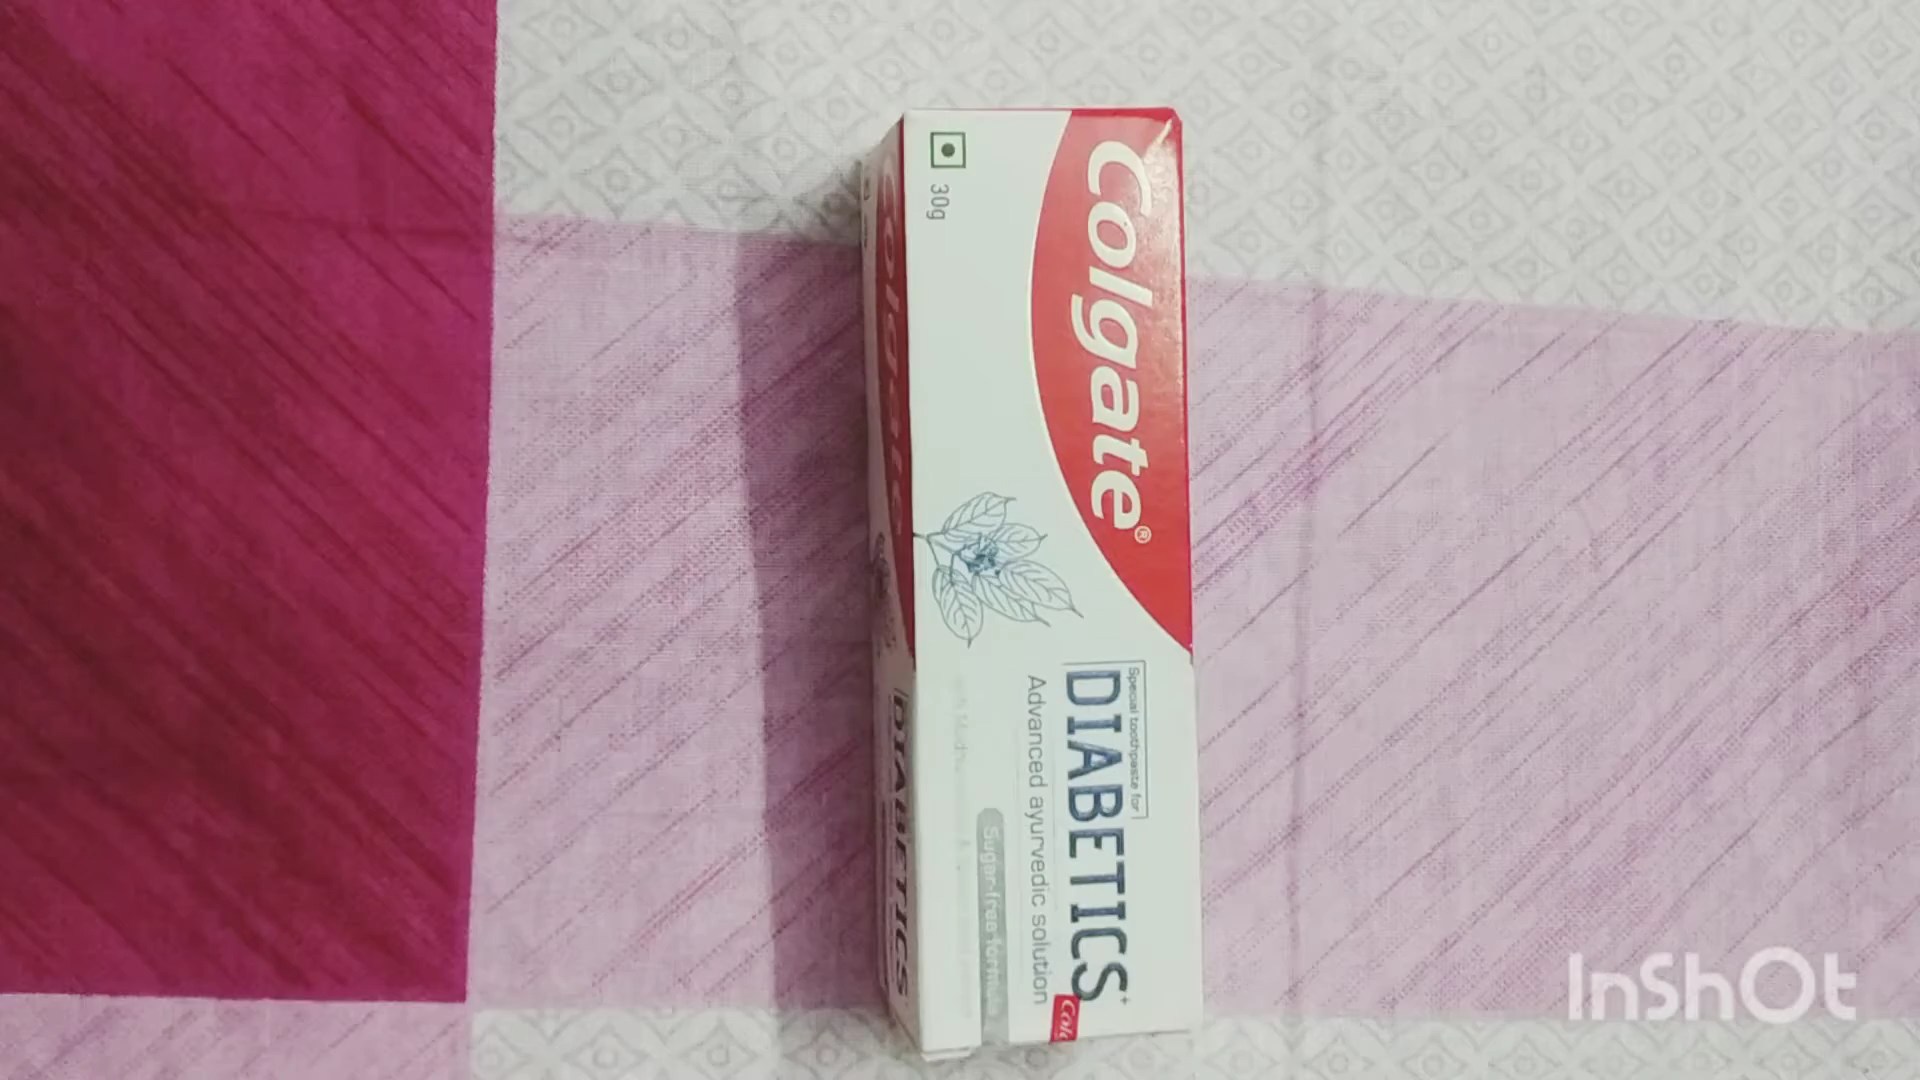 Colgate®
30g
Special toothpaste for
DIABETICS+
Advanced ayurvedic solution
Sugar-free formula
Colgate
DIABETICS
InShOt